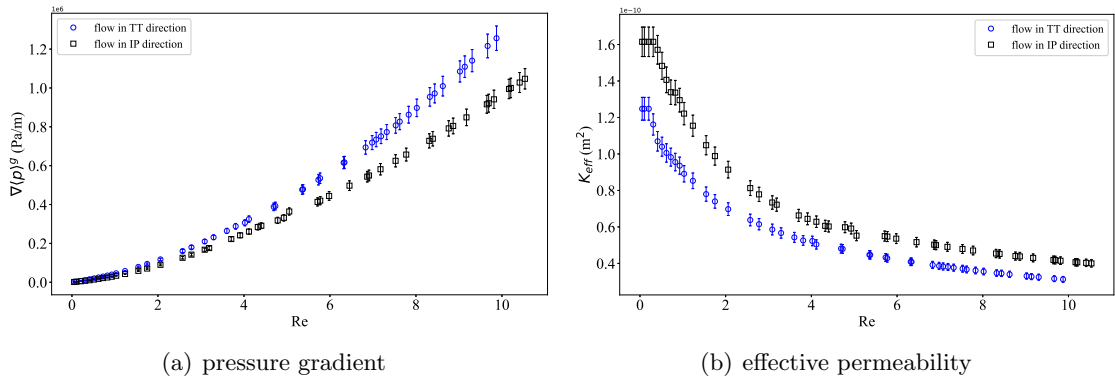 1e6
flow in TT direction
flow in IP direction
1.2
1.0
0.8
0.6
0.4
0.2
0.0
∇⟨p⟩^g (Pa/m)
0 2 4 6 8 10
Re
(a) pressure gradient
1e−10
flow in TT direction
flow in IP direction
1.6
1.4
1.2
1.0
0.8
0.6
0.4
K_eff (m²)
0 2 4 6 8 10
Re
(b) effective permeability